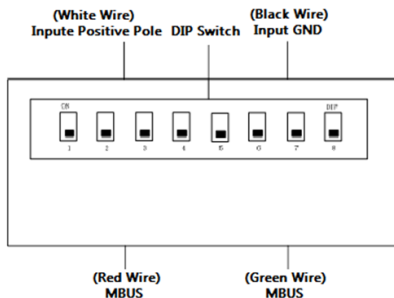 (White Wire) (Black Wire)
Inpute Positive Pole DIP Switch Input GND
ON DIP
1 2 3 4 5 6 7 8
(Red Wire) (Green Wire)
MBUS MBUS